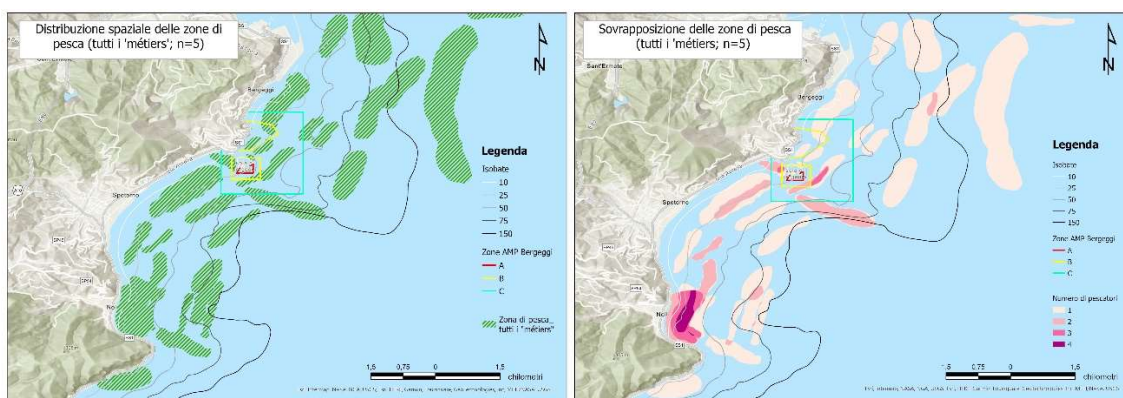 Distribuzione spaziale delle zone di
pesca (tutti i 'métiers'; n=5)
Bergeggi
Spotorno
SS1
N
Legenda
Isobate
10
25
50
75
150
Zone AMP Bergeggi
A
B
C
Zona di pesca_
tutti i "métiers"
1,5 0,75 0 1,5
chilometri
Sovrapposizione delle zone di pesca
(tutti i 'métiers; n=5)
Sant'Ermete
Bergeggi
Spotorno
Noli
SS1
N
Legenda
Isobate
10
25
50
75
150
Zone AMP Bergeggi
A
B
C
Numero di pescatori
1
2
3
4
1,5 0,75 0 1,5
chilometri